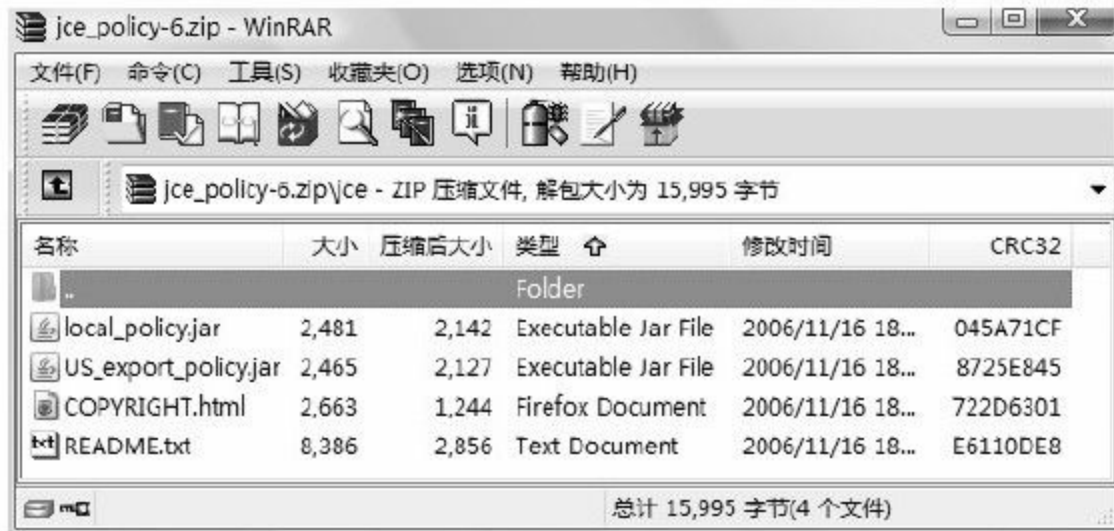 jce_policy-6.zip - WinRAR
文件(F) 命令(C) 工具(S) 收藏夹(O) 选项(N) 帮助(H)
jce_policy-6.zip\jce - ZIP 压缩文件, 解包大小为 15,995 字节
名称 大小 压缩后大小 类型 修改时间 CRC32
.. Folder
local_policy.jar 2,481 2,142 Executable Jar File 2006/11/16 18... 045A71CF
US_export_policy.jar 2,465 2,127 Executable Jar File 2006/11/16 18... 8725E845
COPYRIGHT.html 2,663 1,244 Firefox Document 2006/11/16 18... 722D6301
README.txt 8,386 2,856 Text Document 2006/11/16 18... E6110DE8
总计 15,995 字节(4 个文件)